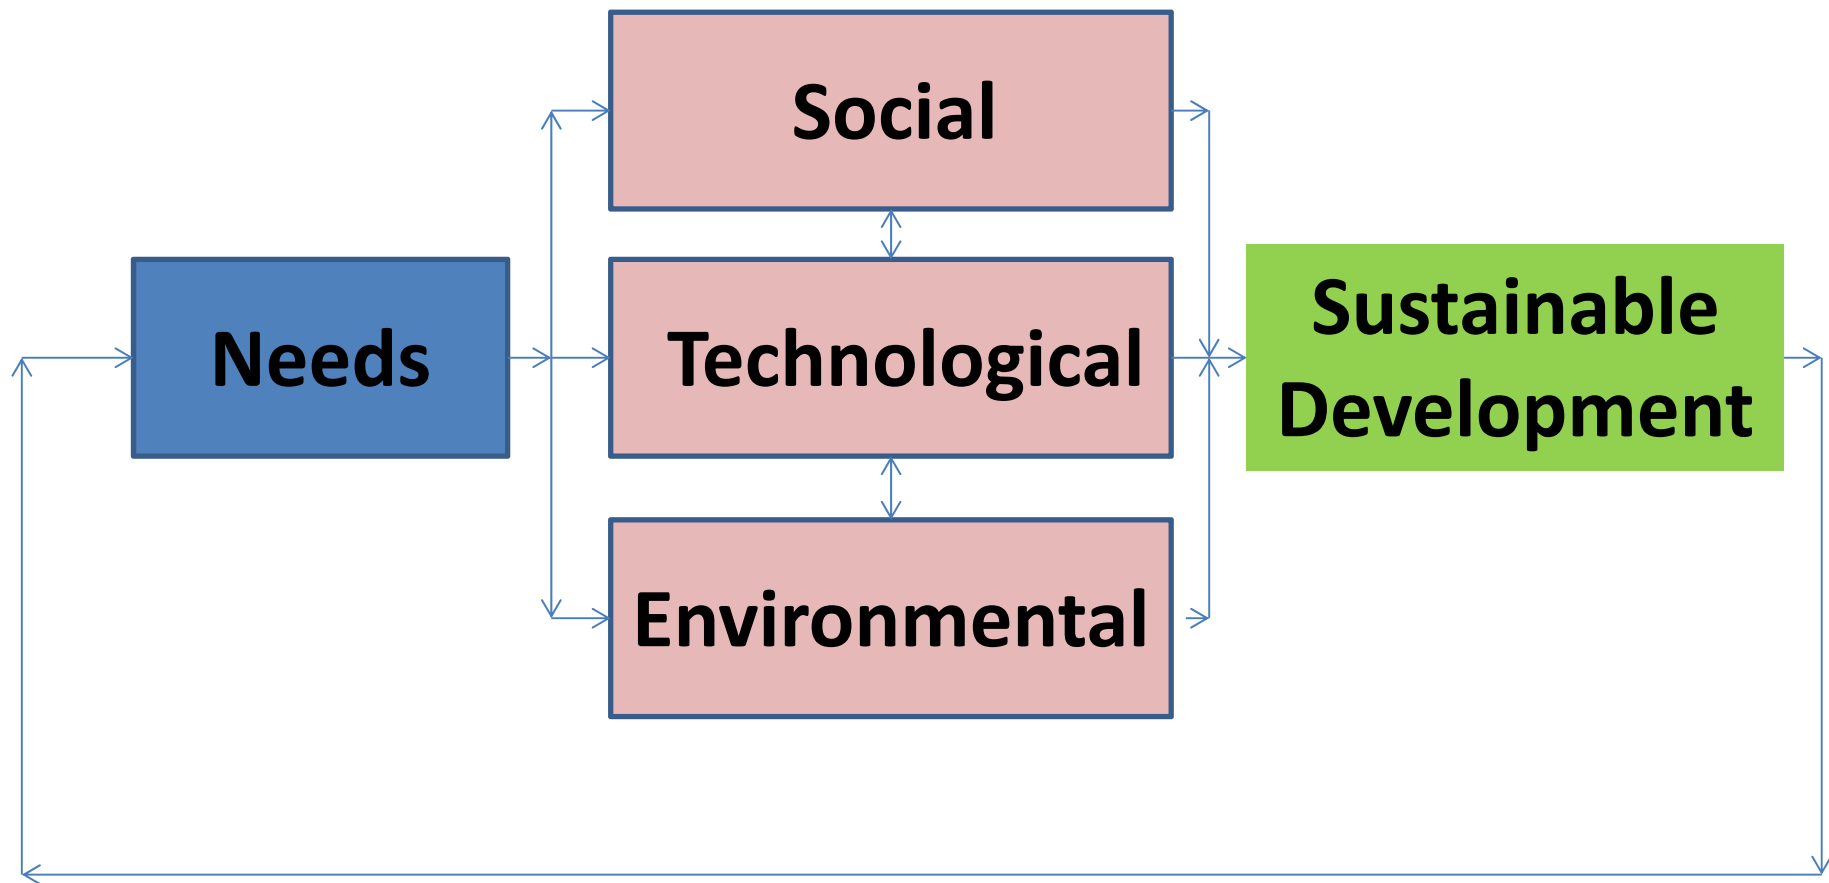 Social
Needs
Technological
Sustainable
Development
Environmental